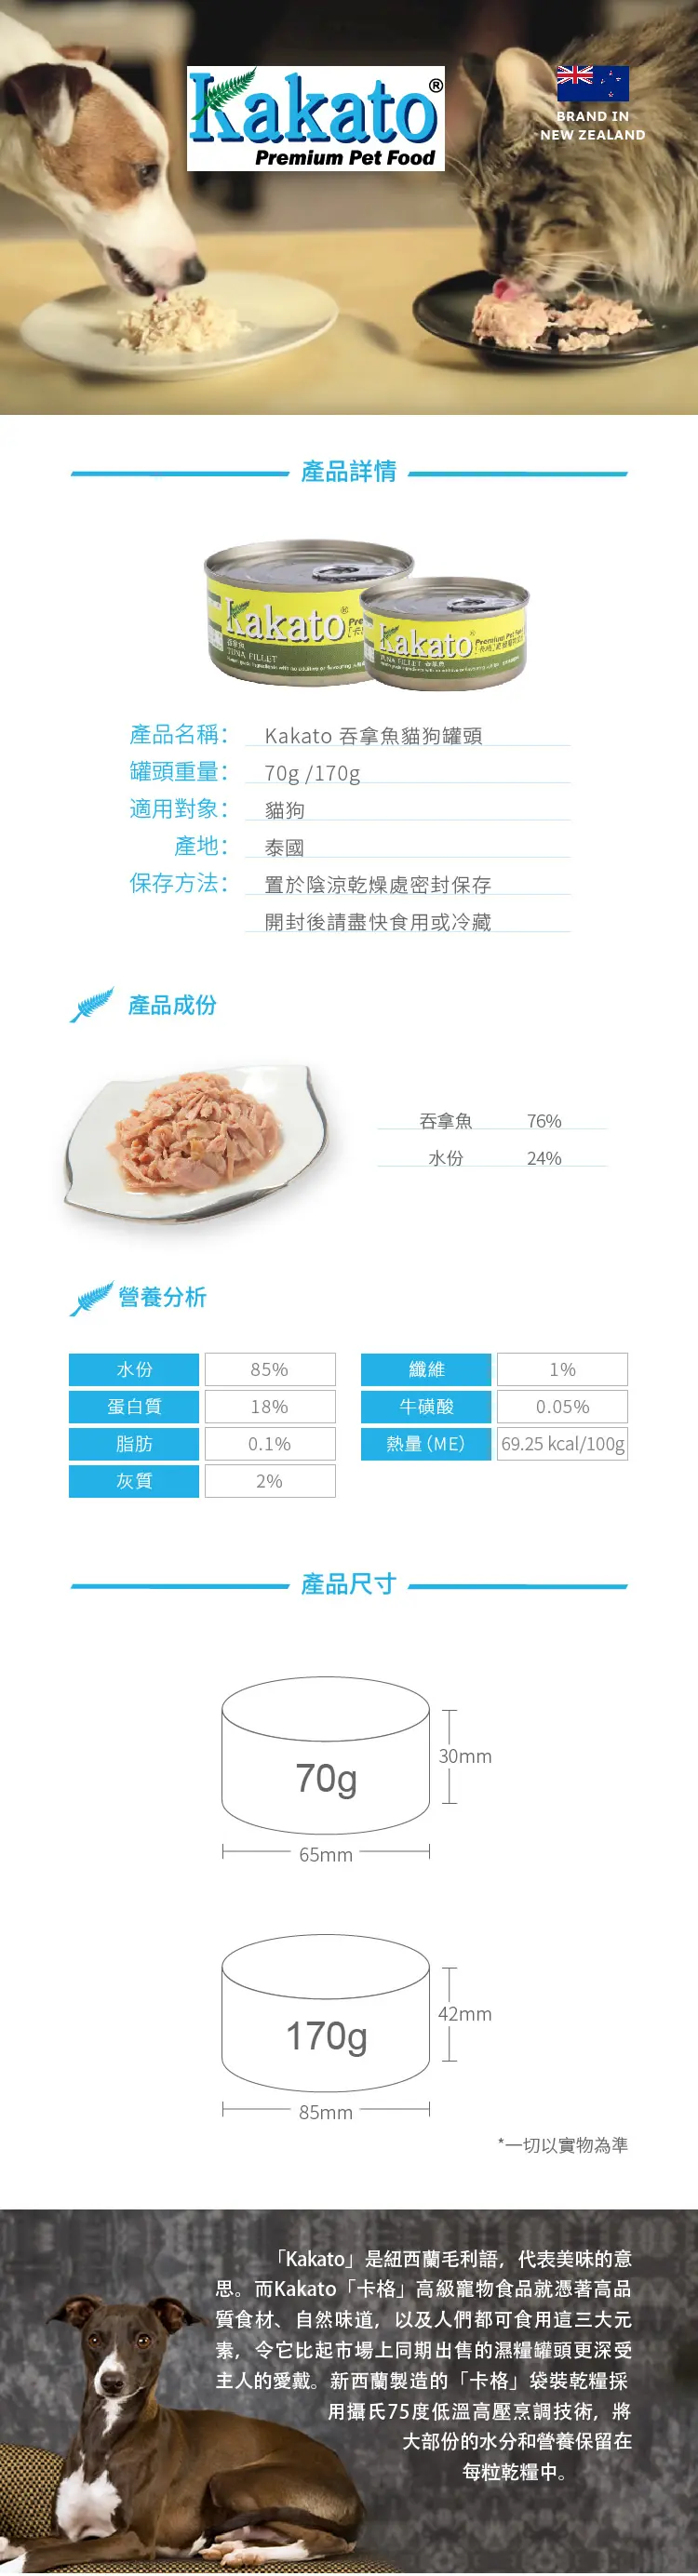 Kakato®
Premium Pet Food
BRAND IN
NEW ZEALAND
產品詳情
Kakato®
吞拿魚
TUNA FILLET
Kakato®
Premium Pet
TUNA FILLET 吞拿魚
產品名稱： Kakato 吞拿魚貓狗罐頭
罐頭重量： 70g /170g
適用對象： 貓狗
產地： 泰國
保存方法： 置於陰涼乾燥處密封保存
開封後請盡快食用或冷藏
產品成份
吞拿魚 76%
水份 24%
營養分析
水份 85% 纖維 1%
蛋白質 18% 牛磺酸 0.05%
脂肪 0.1% 熱量（ME） 69.25 kcal/100g
灰質 2%
產品尺寸
70g
30mm
65mm
170g
42mm
85mm
*一切以實物為準
「Kakato」是紐西蘭毛利語，代表美味的意
思。而Kakato「卡格」高級寵物食品就憑著高品
質食材、自然味道，以及人們都可食用這三大元
素，令它比起市場上同期出售的濕糧罐頭更深受
主人的愛戴。新西蘭製造的「卡格」袋裝乾糧採
用攝氏75度低溫高壓烹調技術，將
大部份的水分和營養保留在
每粒乾糧中。